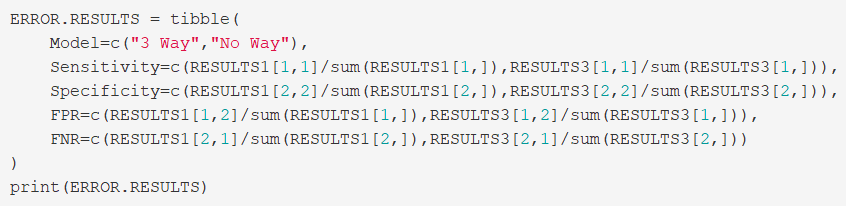 ERROR.RESULTS = tibble(
    Model=c("3 Way","No Way"),
    Sensitivity=c(RESULTS1[1,1]/sum(RESULTS1[1,]),RESULTS3[1,1]/sum(RESULTS3[1,])),
    Specificity=c(RESULTS1[2,2]/sum(RESULTS1[2,]),RESULTS3[2,2]/sum(RESULTS3[2,])),
    FPR=c(RESULTS1[1,2]/sum(RESULTS1[1,]),RESULTS3[1,2]/sum(RESULTS3[1,])),
    FNR=c(RESULTS1[2,1]/sum(RESULTS1[2,]),RESULTS3[2,1]/sum(RESULTS3[2,]))
)
print(ERROR.RESULTS)